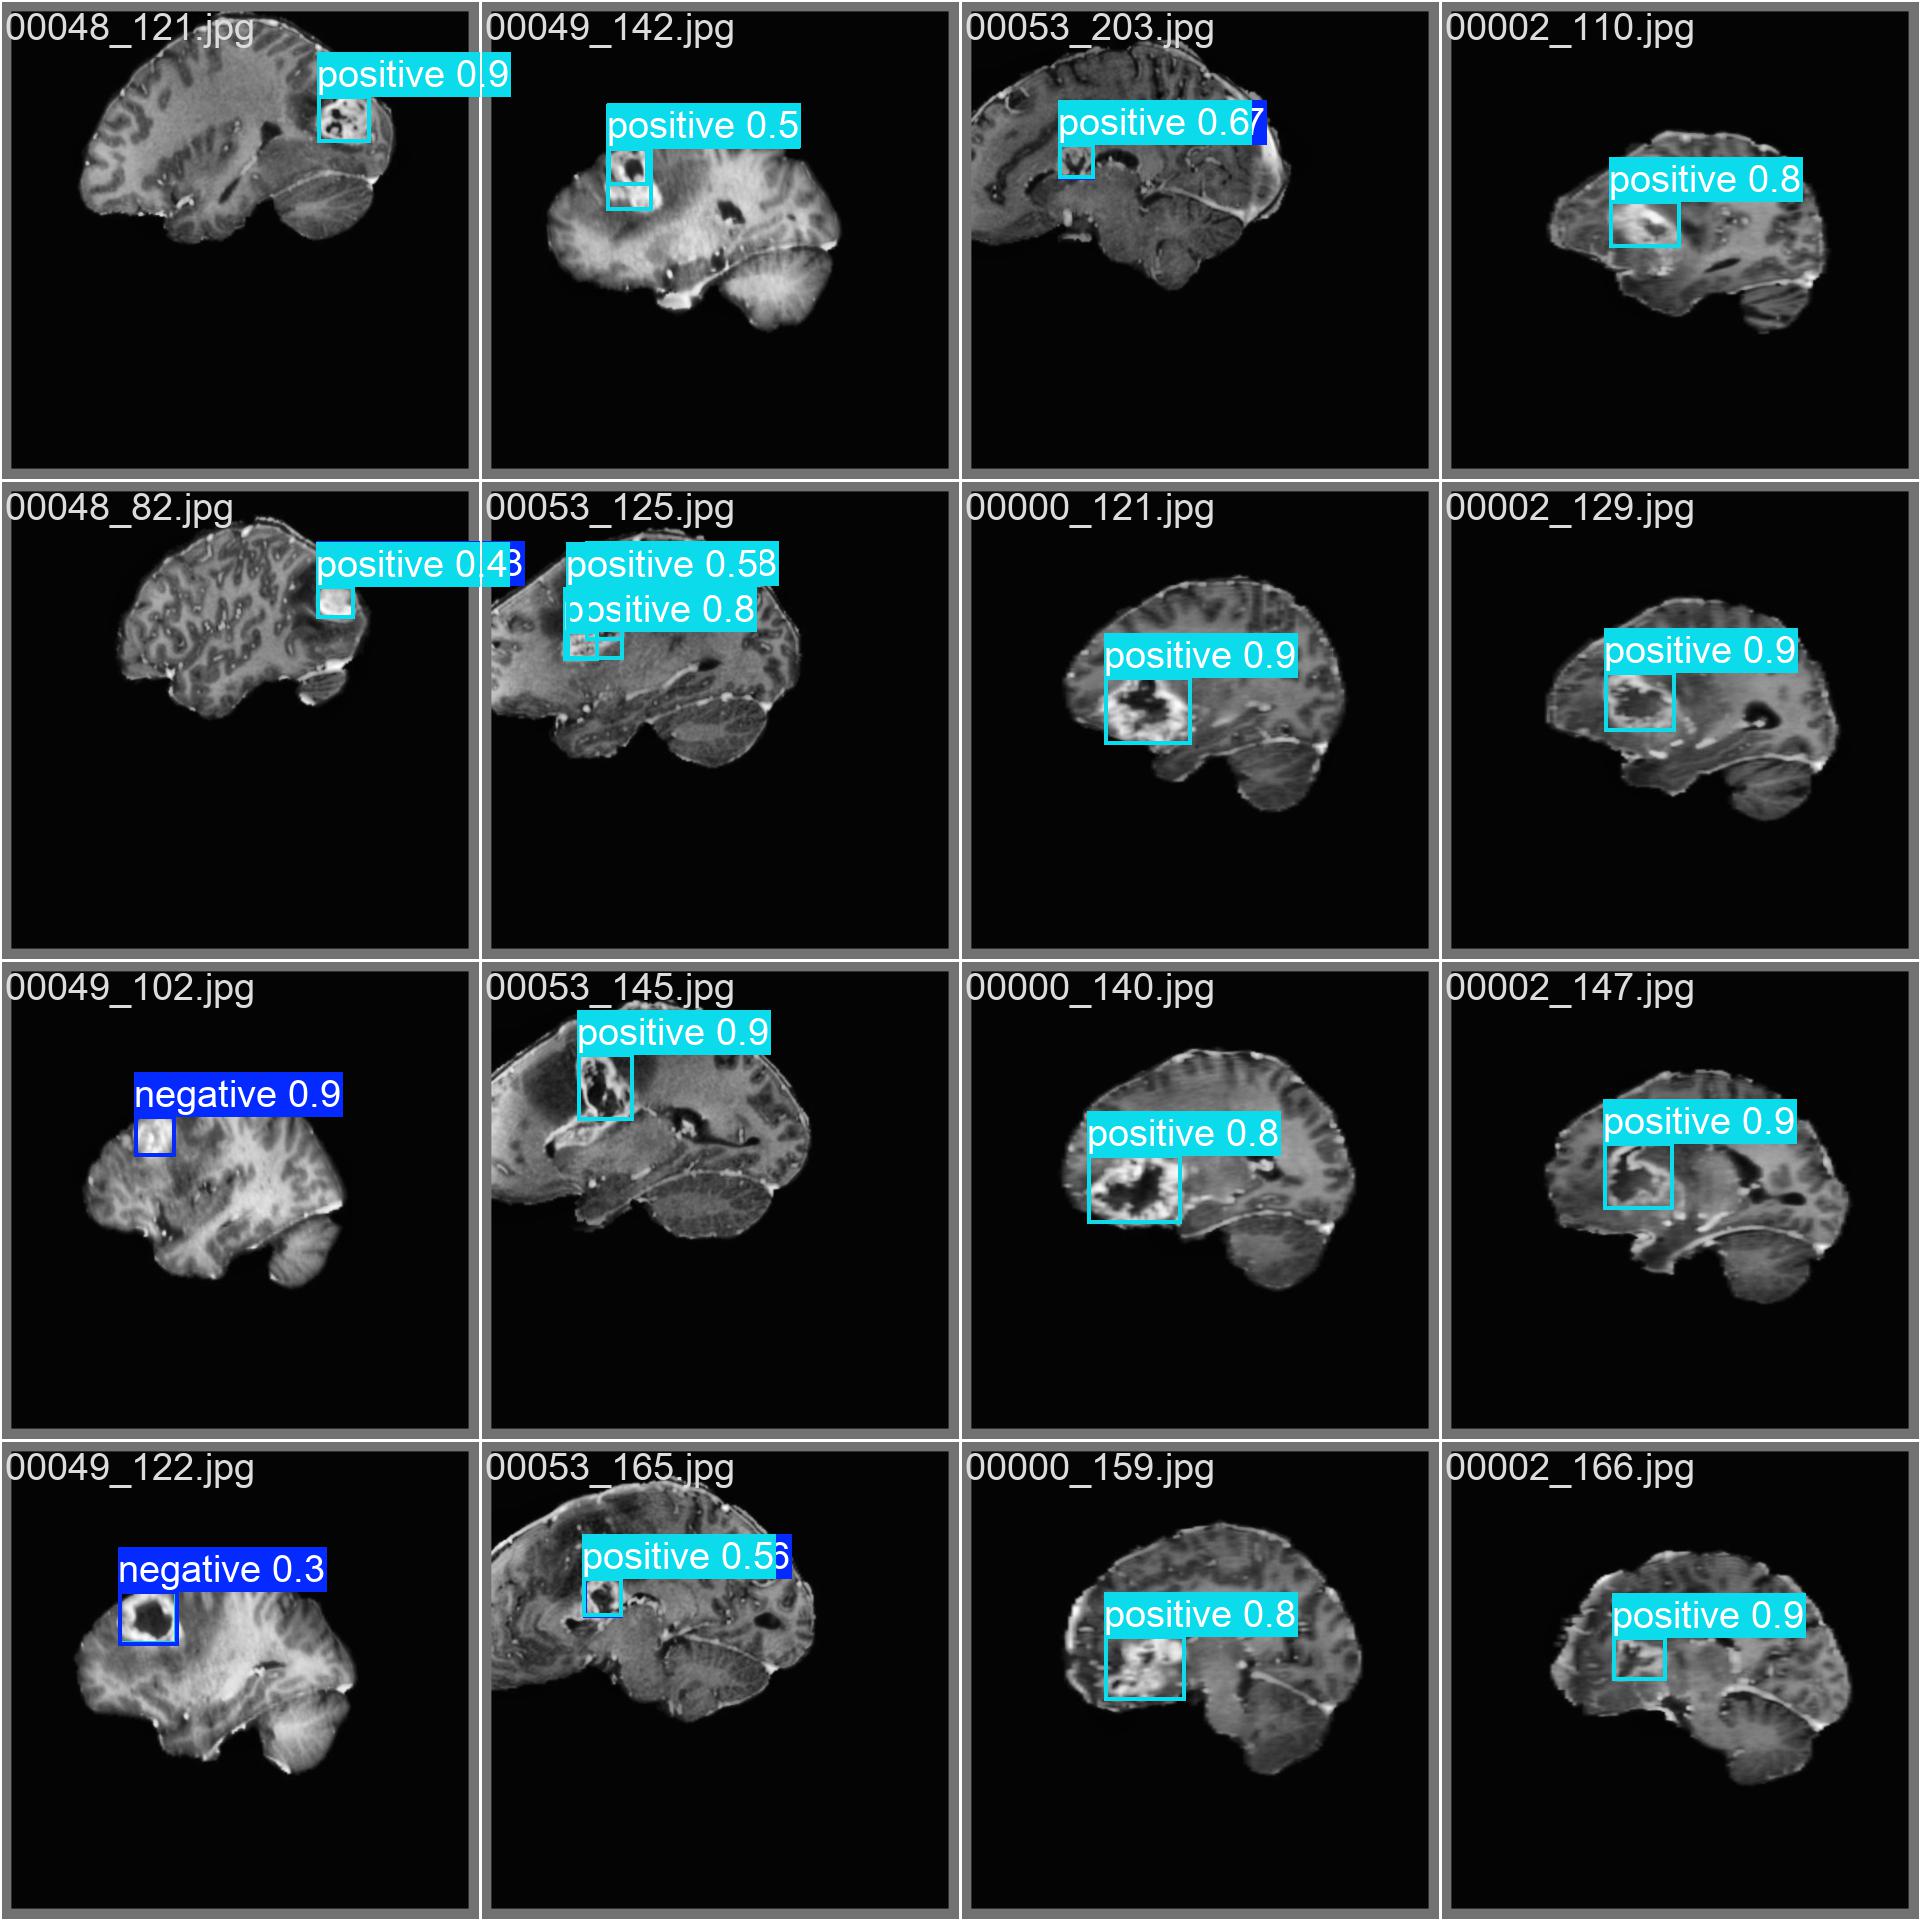 00048_121.jpg
positive 0.9
00049_142.jpg
positive 0.5
00053_203.jpg
positive 0.67
00002_110.jpg
positive 0.8
00048_82.jpg
positive 0.43
00053_125.jpg
positive 0.58
positive 0.8
00000_121.jpg
positive 0.9
00002_129.jpg
positive 0.9
00049_102.jpg
negative 0.9
00053_145.jpg
positive 0.9
00000_140.jpg
positive 0.8
00002_147.jpg
positive 0.9
00049_122.jpg
negative 0.3
00053_165.jpg
positive 0.56
00000_159.jpg
positive 0.8
00002_166.jpg
positive 0.9